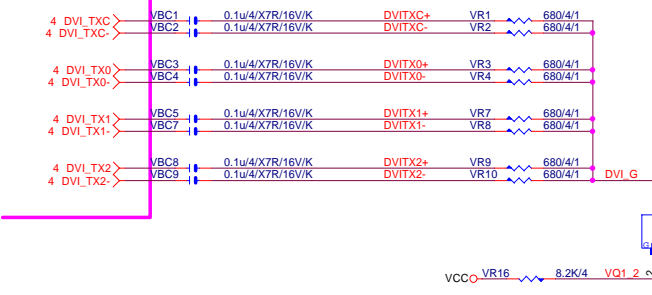 4 DVI_TXC VBC1 0.1u/4/X7R/16V/K DVITXC+ VR1 680/4/1
4 DVI_TXC- VBC2 0.1u/4/X7R/16V/K DVITXC- VR2 680/4/1
4 DVI_TX0 VBC3 0.1u/4/X7R/16V/K DVITX0+ VR3 680/4/1
4 DVI_TX0- VBC4 0.1u/4/X7R/16V/K DVITX0- VR4 680/4/1
4 DVI_TX1 VBC5 0.1u/4/X7R/16V/K DVITX1+ VR7 680/4/1
4 DVI_TX1- VBC7 0.1u/4/X7R/16V/K DVITX1- VR8 680/4/1
4 DVI_TX2 VBC8 0.1u/4/X7R/16V/K DVITX2+ VR9 680/4/1
4 DVI_TX2- VBC9 0.1u/4/X7R/16V/K DVITX2- VR10 680/4/1 DVI_G
G
VCC VR16 8.2K/4 VQ1_2 2